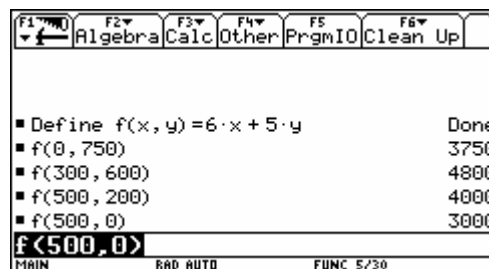 F1 F2 F3 F4 F5 F6
Algebra Calc Other PrgmIO Clean Up
▪ Define f(x,y)=6·x+5·y Done
▪ f(0,750) 3750
▪ f(300,600) 4800
▪ f(500,200) 4000
▪ f(500,0) 3000
f(500,0)
MAIN RAD AUTO FUNC 5/30